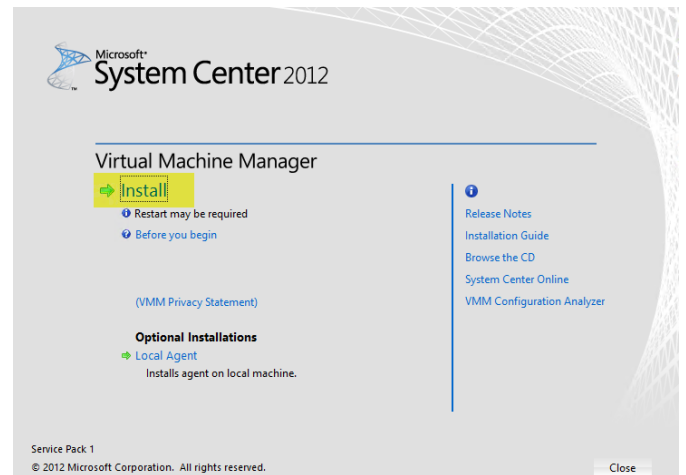 Microsoft®
System Center 2012
Virtual Machine Manager
Install
Restart may be required
Before you begin
(VMM Privacy Statement)
Optional Installations
Local Agent
Installs agent on local machine.
Release Notes
Installation Guide
Browse the CD
System Center Online
VMM Configuration Analyzer
Service Pack 1
© 2012 Microsoft Corporation. All rights reserved.
Close